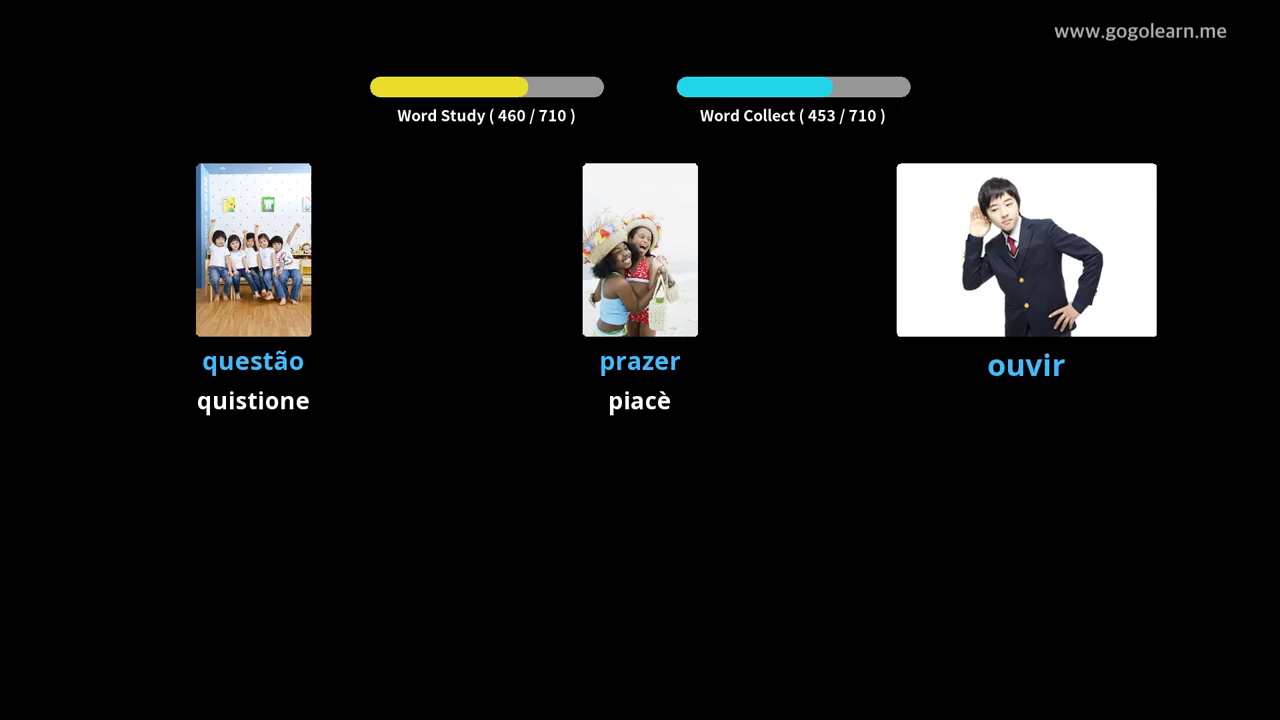 www.gogolearn.me
Word Study ( 460 / 710 )
Word Collect ( 453 / 710 )
questão
quistione
prazer
piacè
ouvir